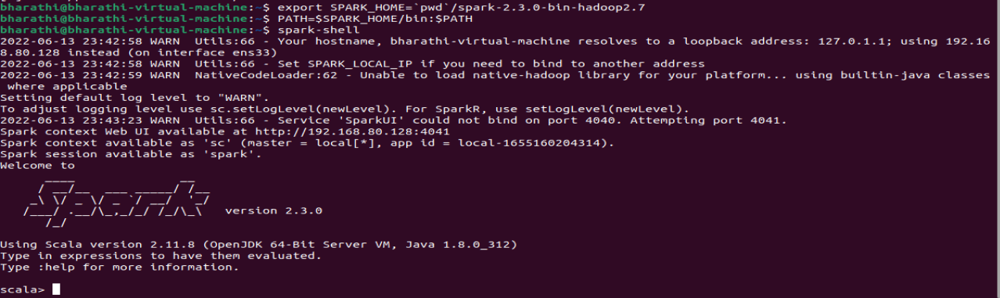 bharathi@bharathi-virtual-machine:~$ export SPARK_HOME=`pwd`/spark-2.3.0-bin-hadoop2.7
bharathi@bharathi-virtual-machine:~$ PATH=$SPARK_HOME/bin:$PATH
bharathi@bharathi-virtual-machine:~$ spark-shell
2022-06-13 23:42:58 WARN  Utils:66 - Your hostname, bharathi-virtual-machine resolves to a loopback address: 127.0.1.1; using 192.16
8.80.128 instead (on interface ens33)
2022-06-13 23:42:58 WARN  Utils:66 - Set SPARK_LOCAL_IP if you need to bind to another address
2022-06-13 23:42:59 WARN  NativeCodeLoader:62 - Unable to load native-hadoop library for your platform... using builtin-java classes
 where applicable
Setting default log level to "WARN".
To adjust logging level use sc.setLogLevel(newLevel). For SparkR, use setLogLevel(newLevel).
2022-06-13 23:43:23 WARN  Utils:66 - Service 'SparkUI' could not bind on port 4040. Attempting port 4041.
Spark context Web UI available at http://192.168.80.128:4041
Spark context available as 'sc' (master = local[*], app id = local-1655160204314).
Spark session available as 'spark'.
Welcome to
      ____              __
     / __/__  ___ _____/ /__
    _\ \/ _ \/ _ `/ __/  '_/
   /___/ .__/\_,_/_/ /_/\_\   version 2.3.0
      /_/
Using Scala version 2.11.8 (OpenJDK 64-Bit Server VM, Java 1.8.0_312)
Type in expressions to have them evaluated.
Type :help for more information.
scala>